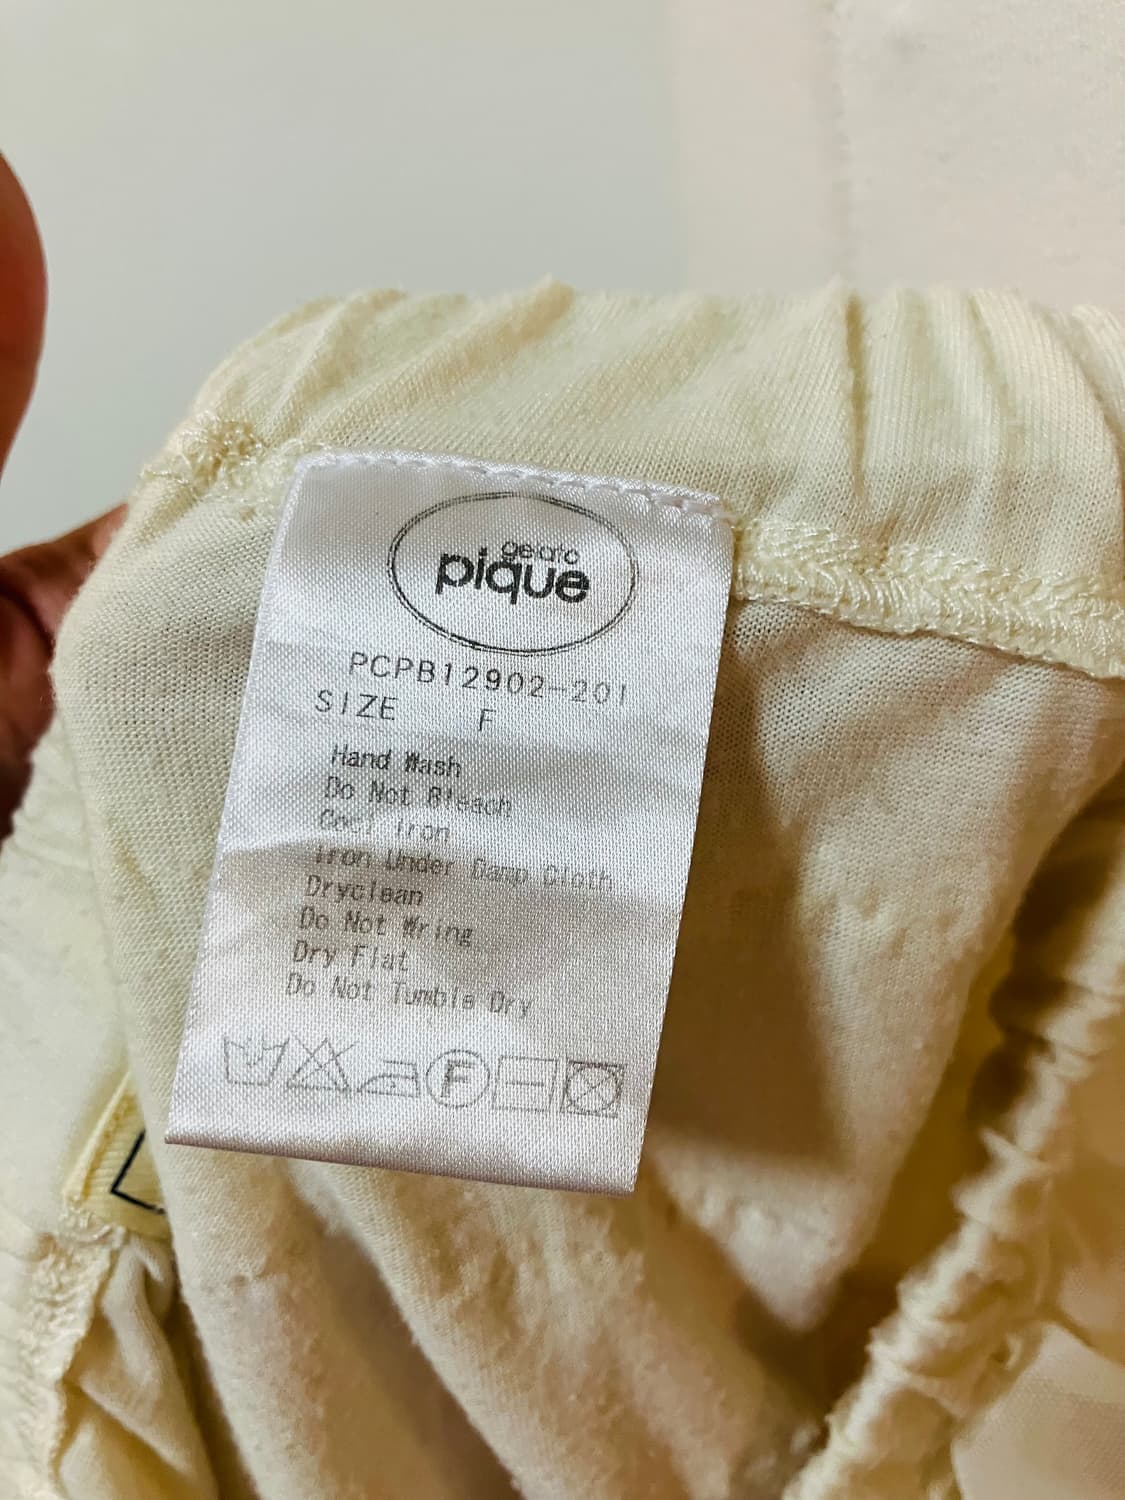 gelato
pique
PCPB12902-201
SIZE F
Hand Wash
Do Not Bleach
Cool Iron
Iron Under Damp Cloth
Dryclean
Do Not Wring
Dry Flat
Do Not Tumble Dry
F